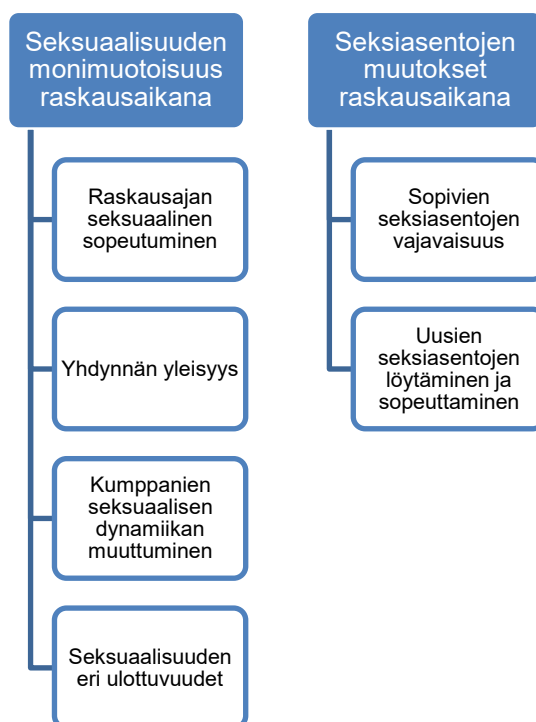 Seksuaalisuuden
monimuotoisuus
raskausaikana
Raskausajan
seksuaalinen
sopeutuminen
Yhdynnän yleisyys
Kumppanien
seksuaalisen
dynamiikan
muuttuminen
Seksuaalisuuden
eri ulottuvuudet
Seksiasentojen
muutokset
raskausaikana
Sopivien
seksiasentojen
vajavaisuus
Uusien
seksiasentojen
löytäminen ja
sopeuttaminen